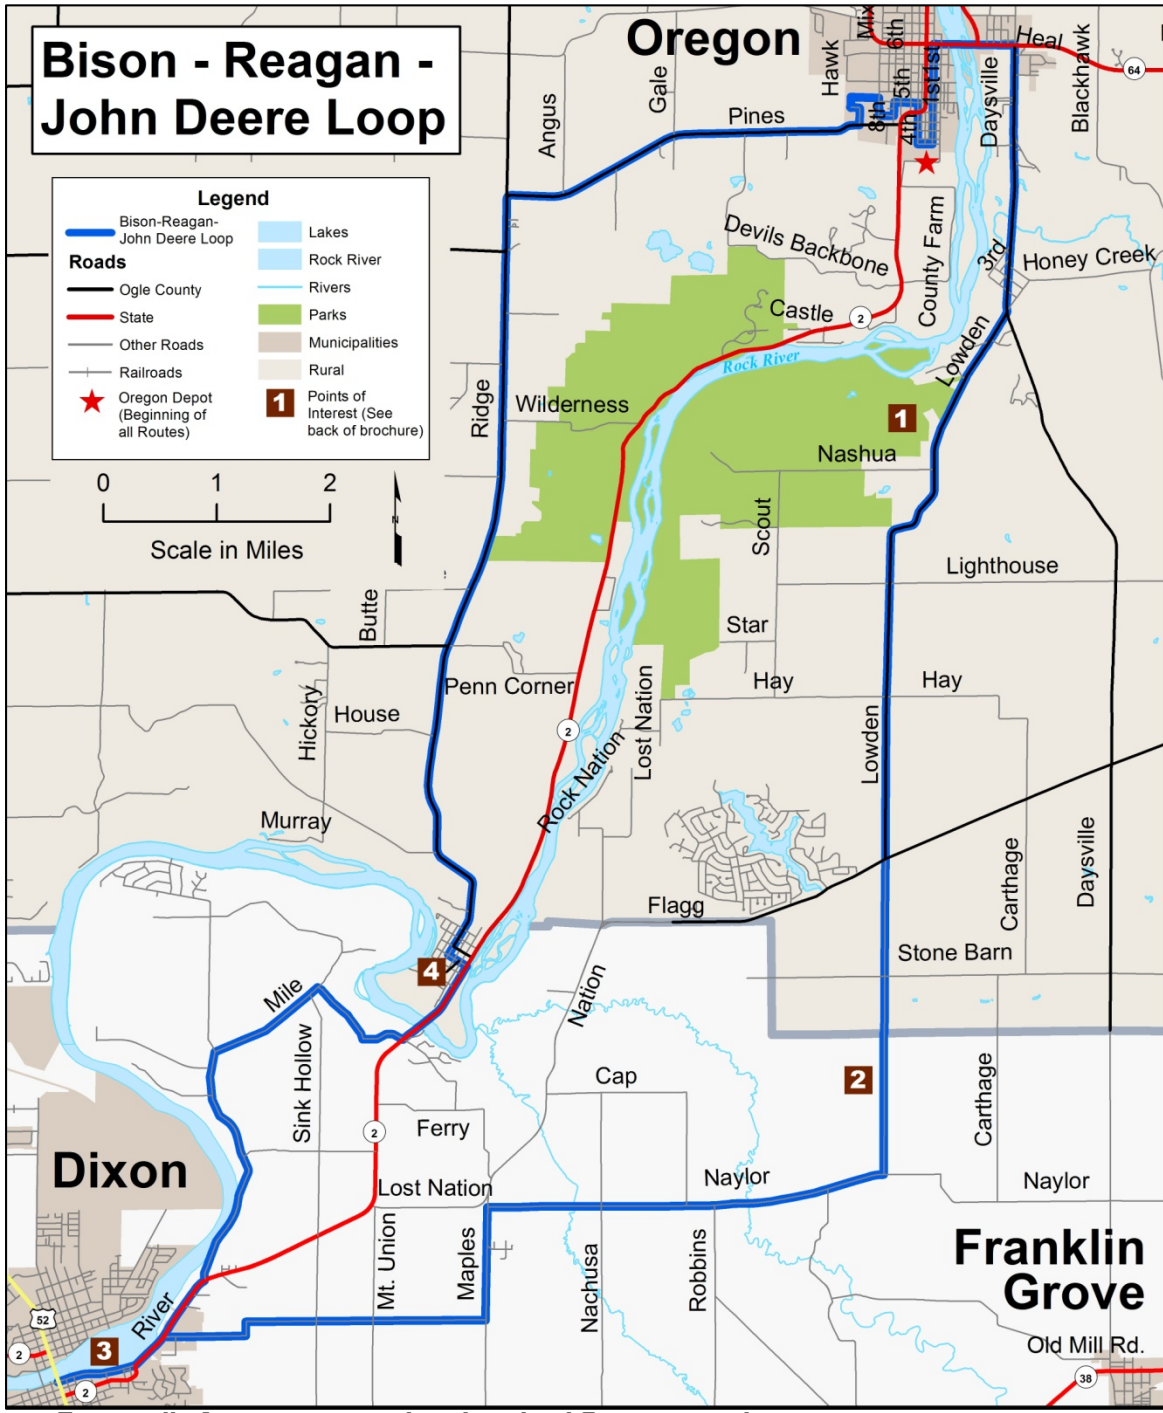 Bison - Reagan -
John Deere Loop
Legend
Bison-Reagan-
John Deere Loop
Roads
Ogle County
State
Other Roads
Railroads
Oregon Depot
(Beginning of
all Routes)
Lakes
Rock River
Rivers
Parks
Municipalities
Rural
1
Points of
Interest (See
back of brochure)
0 1 2
Scale in Miles
N
Oregon
Mix
6th
Hawk
5th
1st
1st
8th
4th
Gale
Angus
Pines
Daysville
Heal
Blackhawk
64
Devils Backbone
County Farm
3rd
Honey Creek
Castle
2
Rock River
Lowden
Ridge
Wilderness
1
Nashua
Scout
Lighthouse
Butte
Star
Penn Corner
Hay
Hay
Hickory
House
Lost Nation
2
Rock Nation
Lowden
Murray
Carthage
Daysville
Flagg
Stone Barn
4
Mile
Nation
Sink Hollow
Cap
2
Carthage
Ferry
2
Dixon
Lost Nation
Naylor
Naylor
Mt. Union
Maples
Nachusa
Robbins
Franklin
Grove
River
52
3
2
2
Old Mill Rd.
38